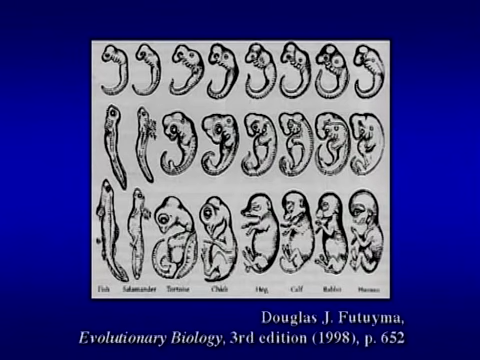 Fish Salamander Tortoise Chick Hog Calf Rabbit Human
Douglas J. Futuyma,
Evolutionary Biology, 3rd edition (1998), p. 652